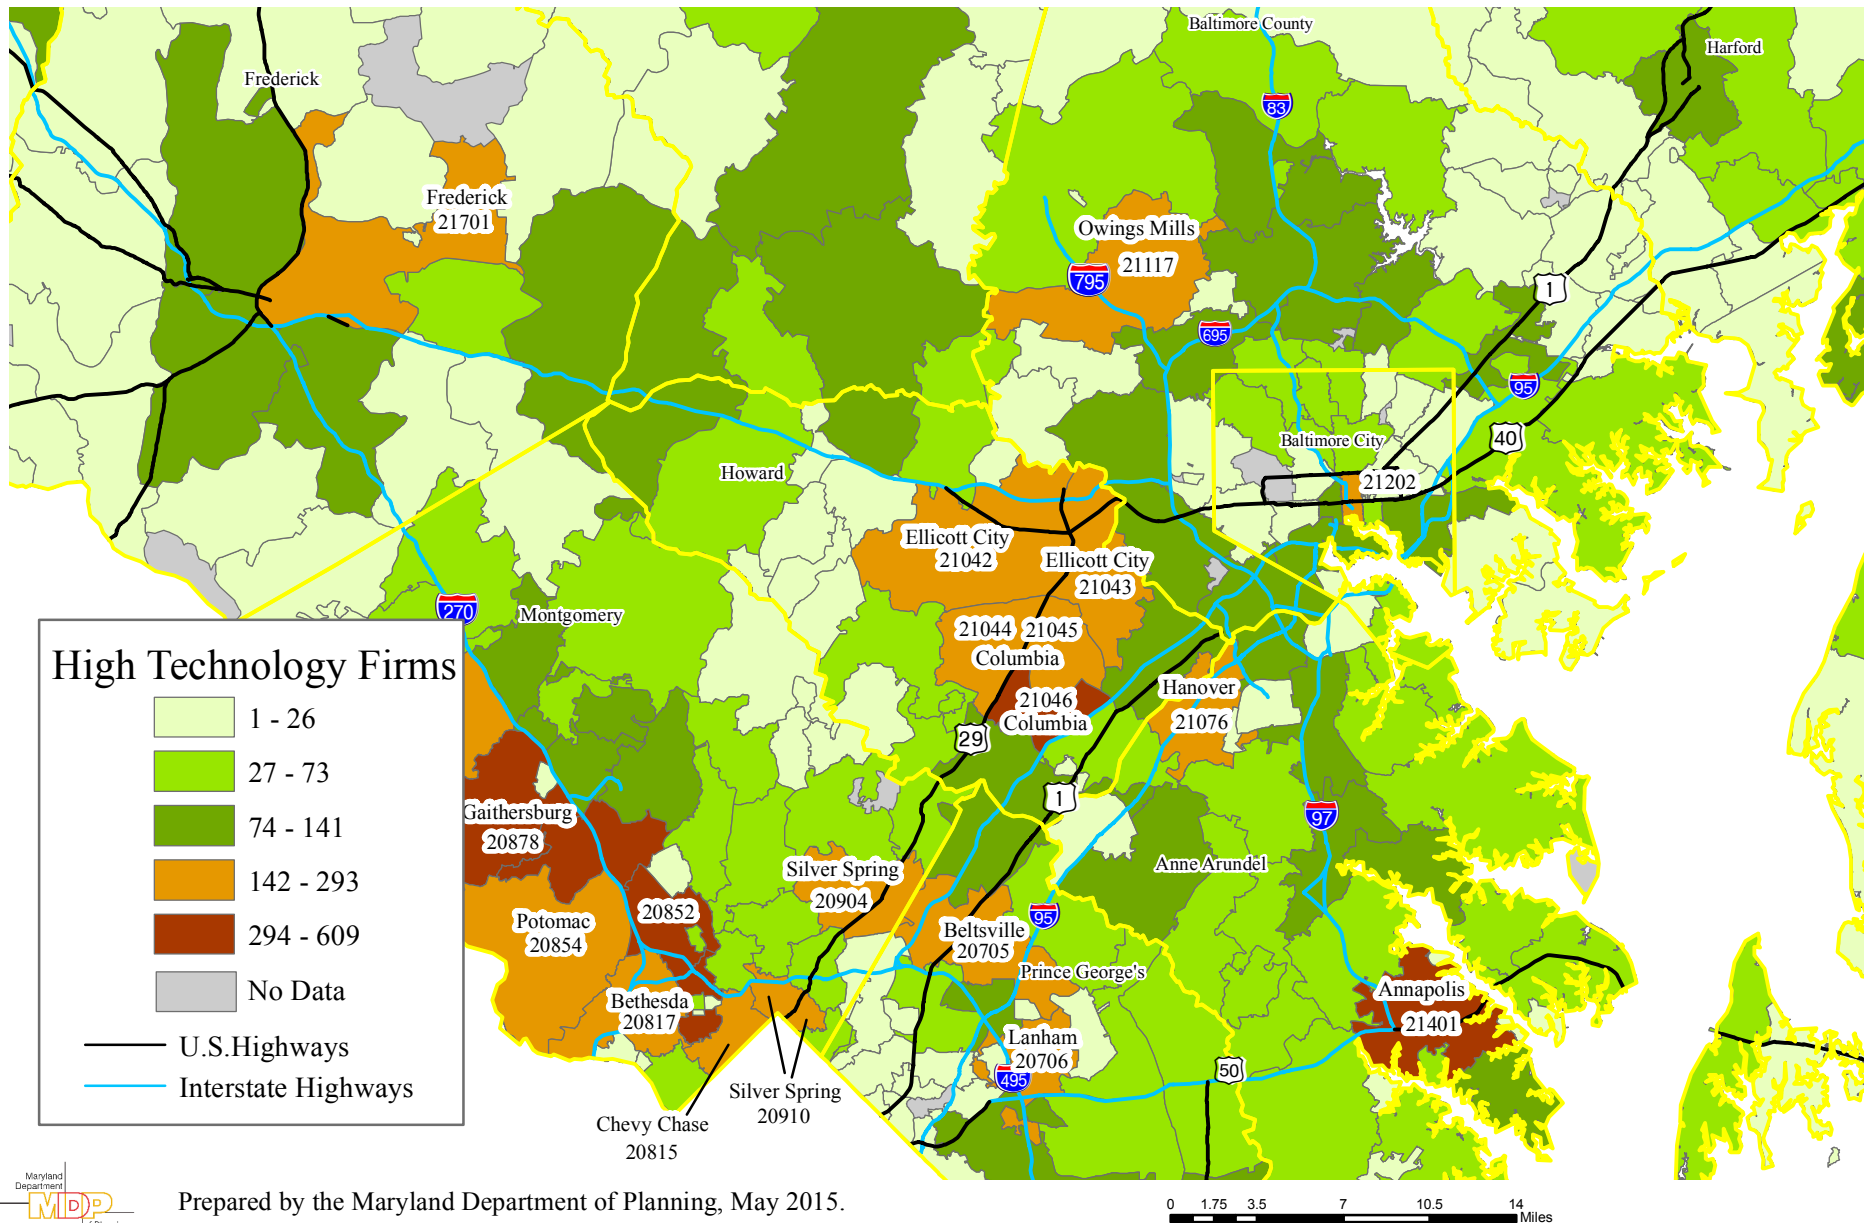 Baltimore County
Harford
Frederick
83
Frederick
21701
Owings Mills
21117
795
1
695
95
40
Baltimore City
21202
Howard
Ellicott City
21042
Ellicott City
21043
270
Montgomery
21044
21045
Columbia
21046
Columbia
Hanover
21076
29
1
97
Gaithersburg
20878
Silver Spring
20904
Anne Arundel
20852
Potomac
20854
95
Beltsville
20705
Prince George's
Bethesda
20817
Annapolis
21401
Lanham
20706
495
50
Silver Spring
20910
Chevy Chase
20815
High Technology Firms
1 - 26
27 - 73
74 - 141
142 - 293
294 - 609
No Data
U.S.Highways
Interstate Highways
Maryland
Department
MDP
Prepared by the Maryland Department of Planning, May 2015.
0 1.75 3.5 7 10.5 14
Miles